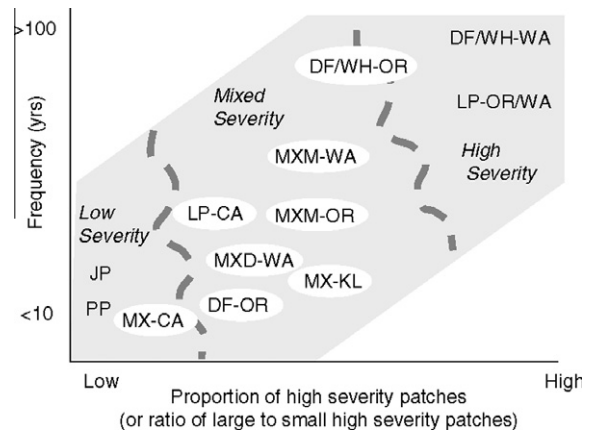 >100
Frequency (yrs)
<10
DF/WH-WA
DF/WH-OR
Mixed
Severity
LP-OR/WA
High
Severity
MXM-WA
LP-CA
MXM-OR
Low
Severity
MXD-WA
JP
MX-KL
PP
DF-OR
MX-CA
Low
High
Proportion of high severity patches
(or ratio of large to small high severity patches)